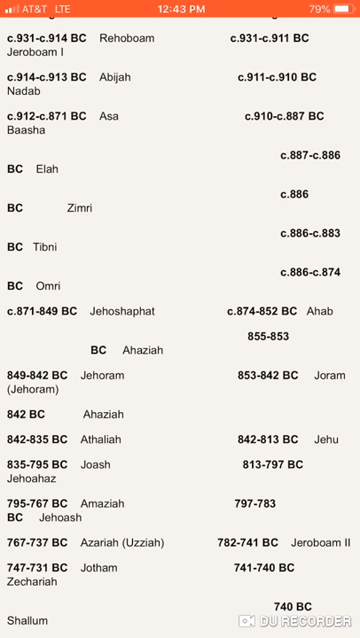 AT&T LTE 12:43 PM 79%
c.931-c.914 BC Rehoboam c.931-c.911 BC
Jeroboam I
c.914-c.913 BC Abijah c.911-c.910 BC
Nadab
c.912-c.871 BC Asa c.910-c.887 BC
Baasha
c.887-c.886
BC Elah
c.886
BC Zimri
c.886-c.883
BC Tibni
c.886-c.874
BC Omri
c.871-849 BC Jehoshaphat c.874-852 BC Ahab
855-853
BC Ahaziah
849-842 BC Jehoram 853-842 BC Joram
(Jehoram)
842 BC Ahaziah
842-835 BC Athaliah 842-813 BC Jehu
835-795 BC Joash 813-797 BC
Jehoahaz
795-767 BC Amaziah 797-783
BC Jehoash
767-737 BC Azariah (Uzziah) 782-741 BC Jeroboam II
747-731 BC Jotham 741-740 BC
Zechariah
740 BC
Shallum
DU RECORDER